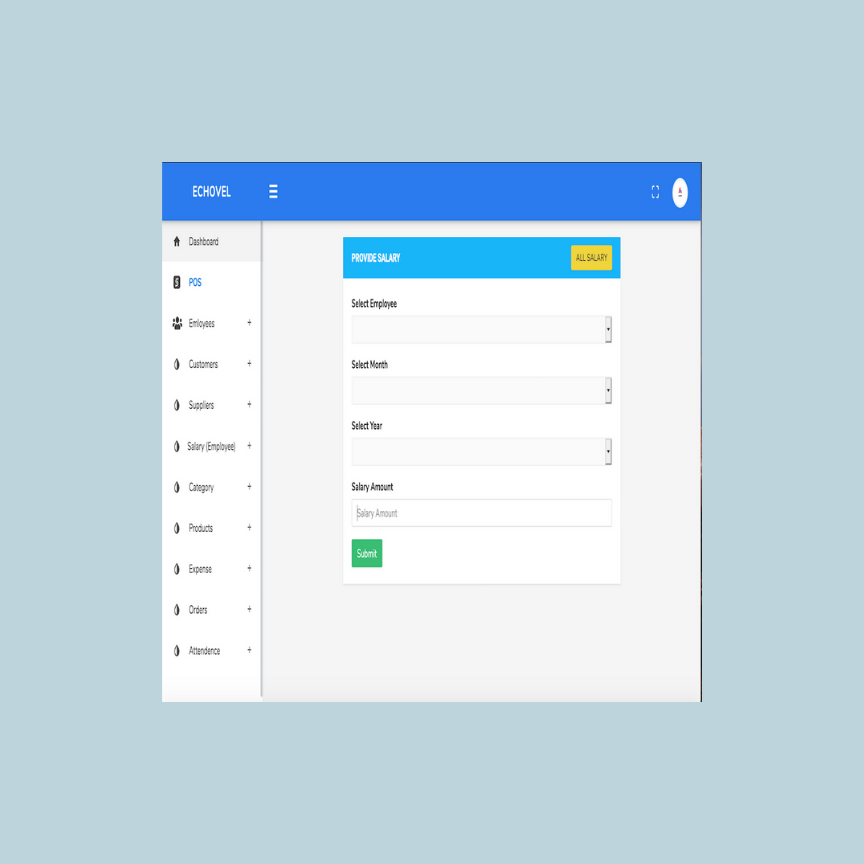 ECHOVEL
Dashboard
POS
Emloyees +
Customers +
Suppliers +
Salary (Employee) +
Category +
Products +
Expense +
Orders +
Attendence +
PROVIDE SALARY
ALL SALARY
Select Employee
Select Month
Select Year
Salary Amount
Salary Amount
Submit